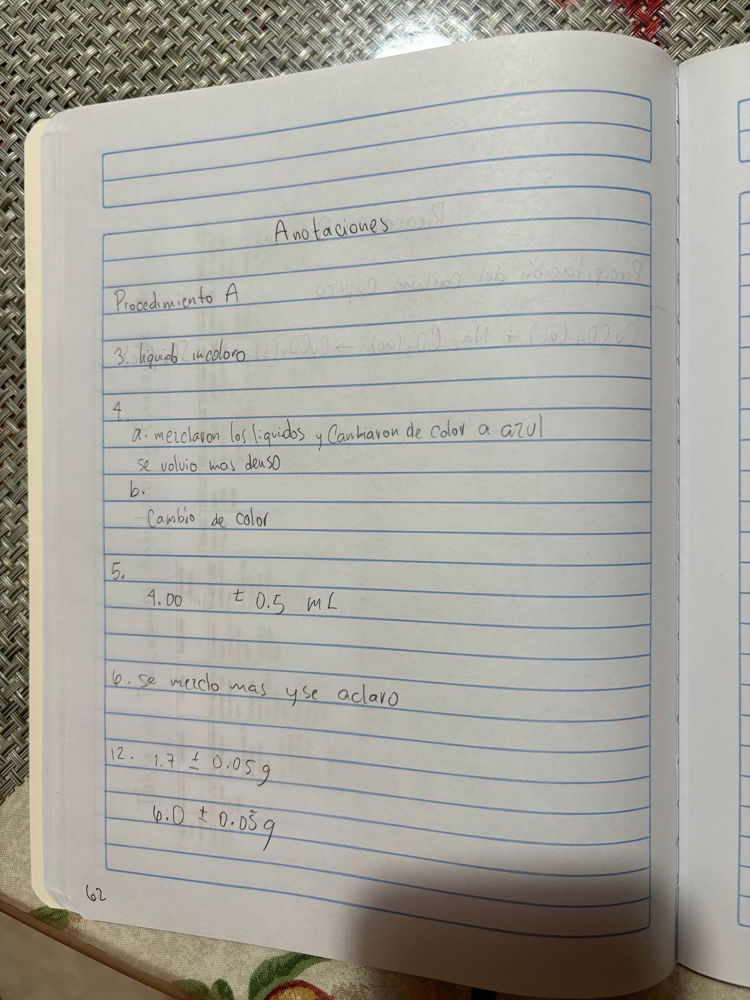 Anotaciones
Procedimiento A
3. liquido incoloro
4.
a. mezclaron los liquidos y Cambiaron de color a azul
se volvio mas denso
b.
Cambio de color
5.
4.00 mL ± 0.5 mL
6. se mezclo mas y se aclaro
12. 1.7 ± 0.05 g
6.0 ± 0.05 g
62